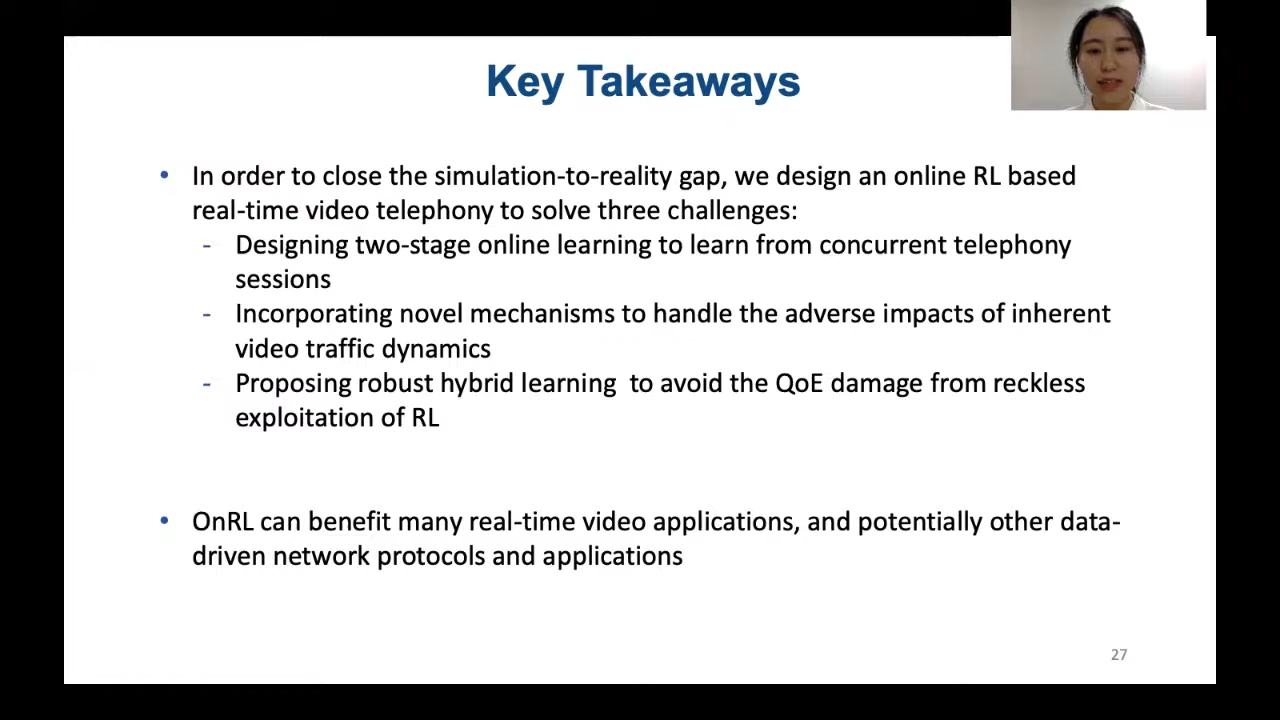 Key Takeaways
• In order to close the simulation-to-reality gap, we design an online RL based
real-time video telephony to solve three challenges:
- Designing two-stage online learning to learn from concurrent telephony
sessions
- Incorporating novel mechanisms to handle the adverse impacts of inherent
video traffic dynamics
- Proposing robust hybrid learning  to avoid the QoE damage from reckless
exploitation of RL
• OnRL can benefit many real-time video applications, and potentially other data-
driven network protocols and applications
27